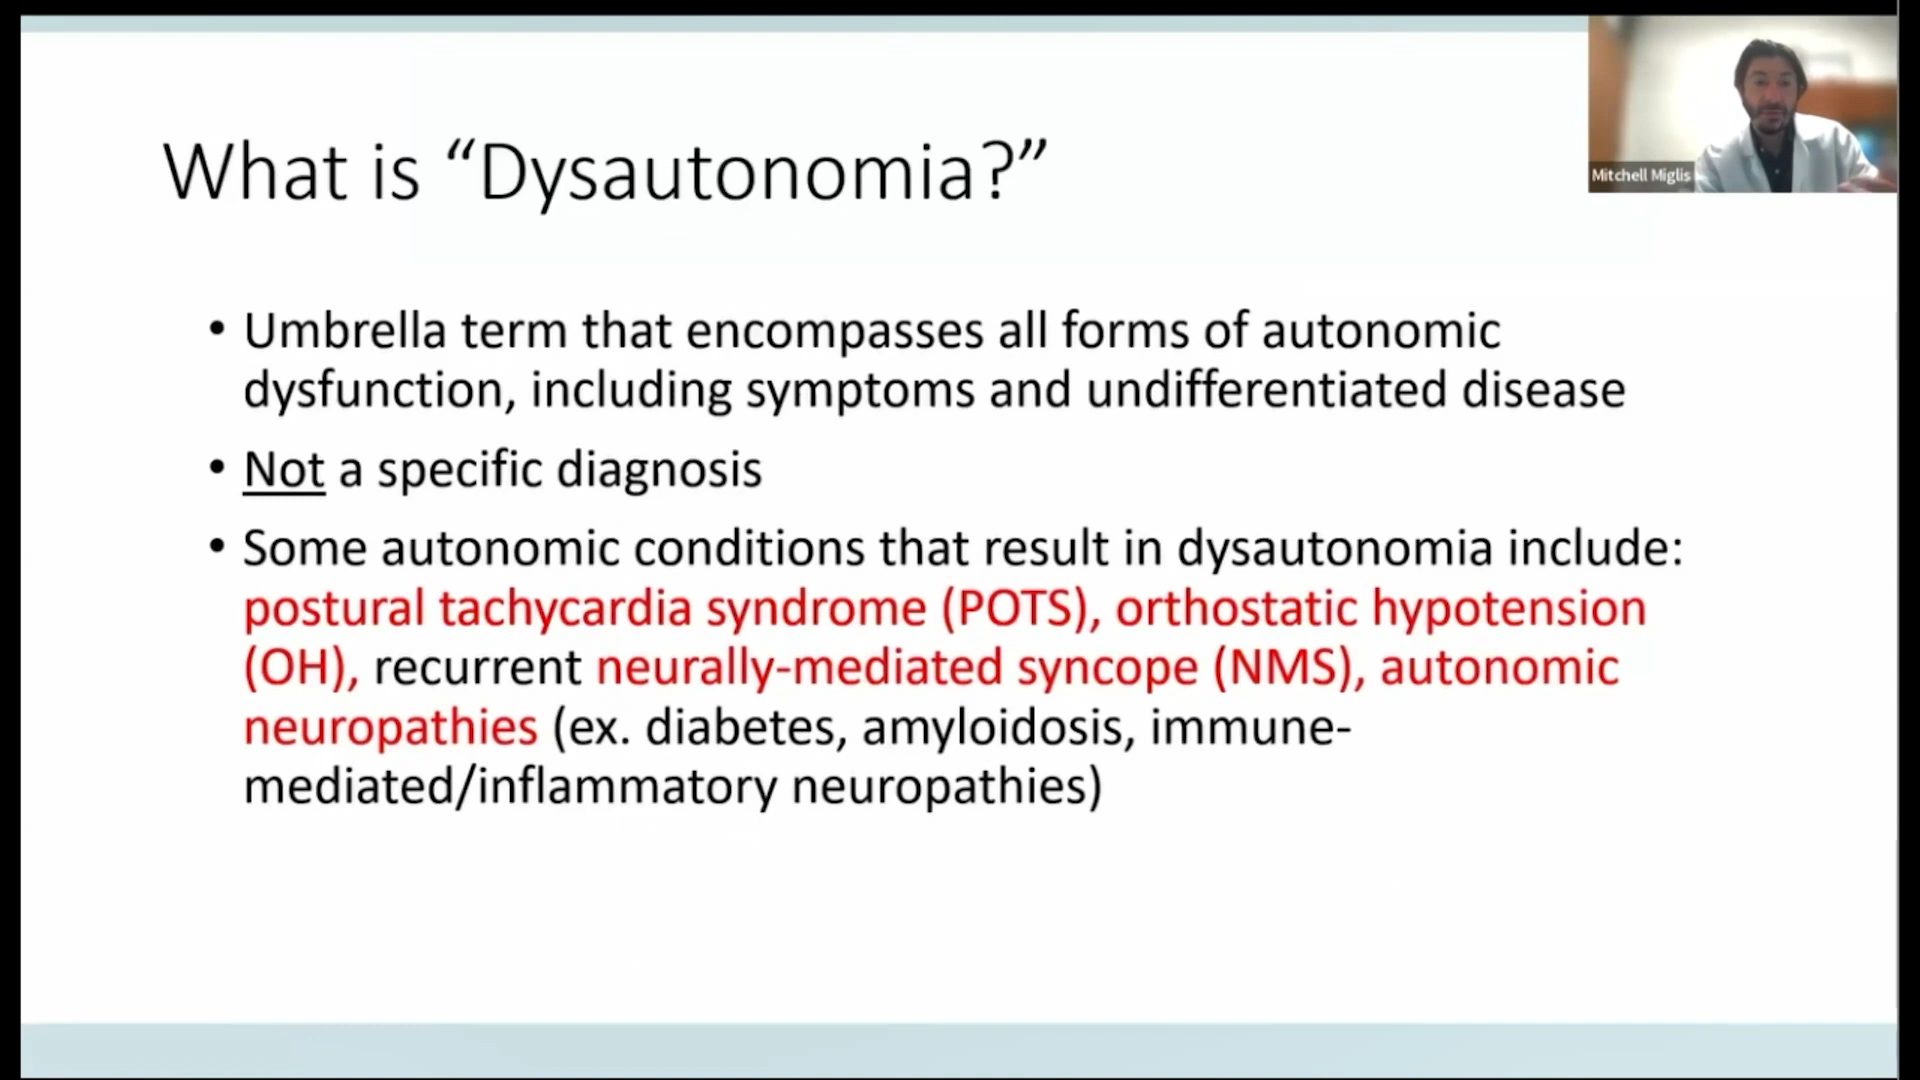 What is “Dysautonomia?”
Mitchell Miglis
• Umbrella term that encompasses all forms of autonomic
dysfunction, including symptoms and undifferentiated disease
• Not a specific diagnosis
• Some autonomic conditions that result in dysautonomia include:
postural tachycardia syndrome (POTS), orthostatic hypotension
(OH), recurrent neurally-mediated syncope (NMS), autonomic
neuropathies (ex. diabetes, amyloidosis, immune-
mediated/inflammatory neuropathies)